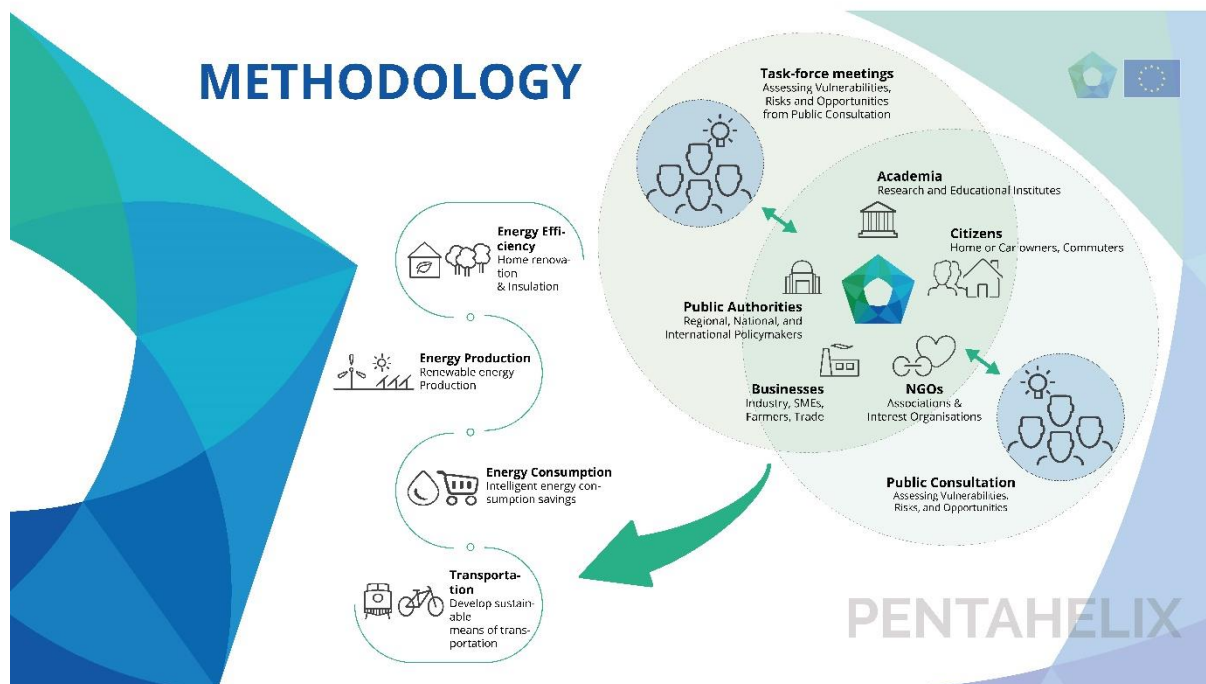 METHODOLOGY
Energy Effi-
ciency
Home renova-
tion
& Insulation
Energy Production
Renewable energy
Production
Energy Consumption
Intelligent energy con-
sumption savings
Transporta-
tion
Develop sustain-
able
means of trans-
portation
Task-force meetings
Assessing Vulnerabilities,
Risks and Opportunities
from Public Consultation
Academia
Research and Educational Institutes
Citizens
Home or Car owners, Commuters
Public Authorities
Regional, National, and
International Policymakers
Businesses
Industry, SMEs,
Farmers, Trade
NGOs
Associations &
Interest Organisations
Public Consultation
Assessing Vulnerabilities,
Risks, and Opportunities
PENTAHELIX